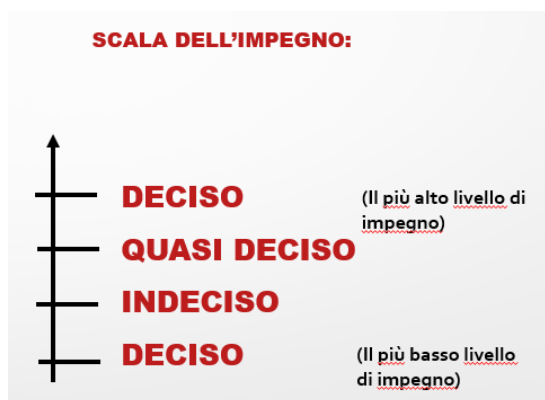 SCALA DELL'IMPEGNO:
DECISO
(Il più alto livello di
impegno)
QUASI DECISO
INDECISO
DECISO
(Il più basso livello
di impegno)